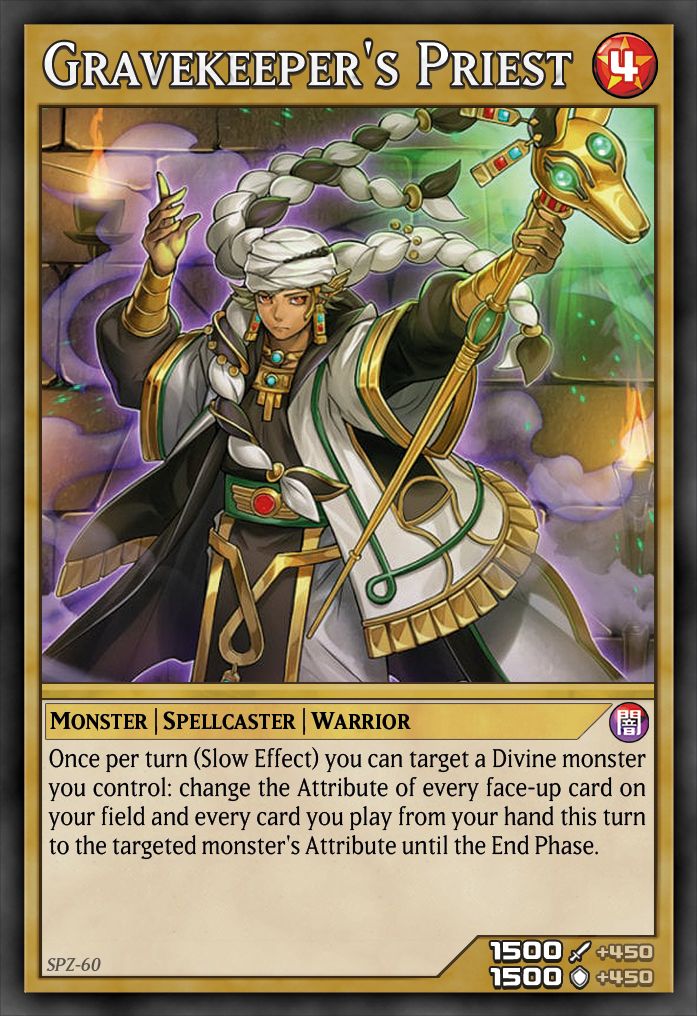 Gravekeeper's Priest
4
Monster | Spellcaster | Warrior
闇
Once per turn (Slow Effect) you can target a Divine monster
you control: change the Attribute of every face-up card on
your field and every card you play from your hand this turn
to the targeted monster's Attribute until the End Phase.
1500 +450
SPZ-60
1500 +450